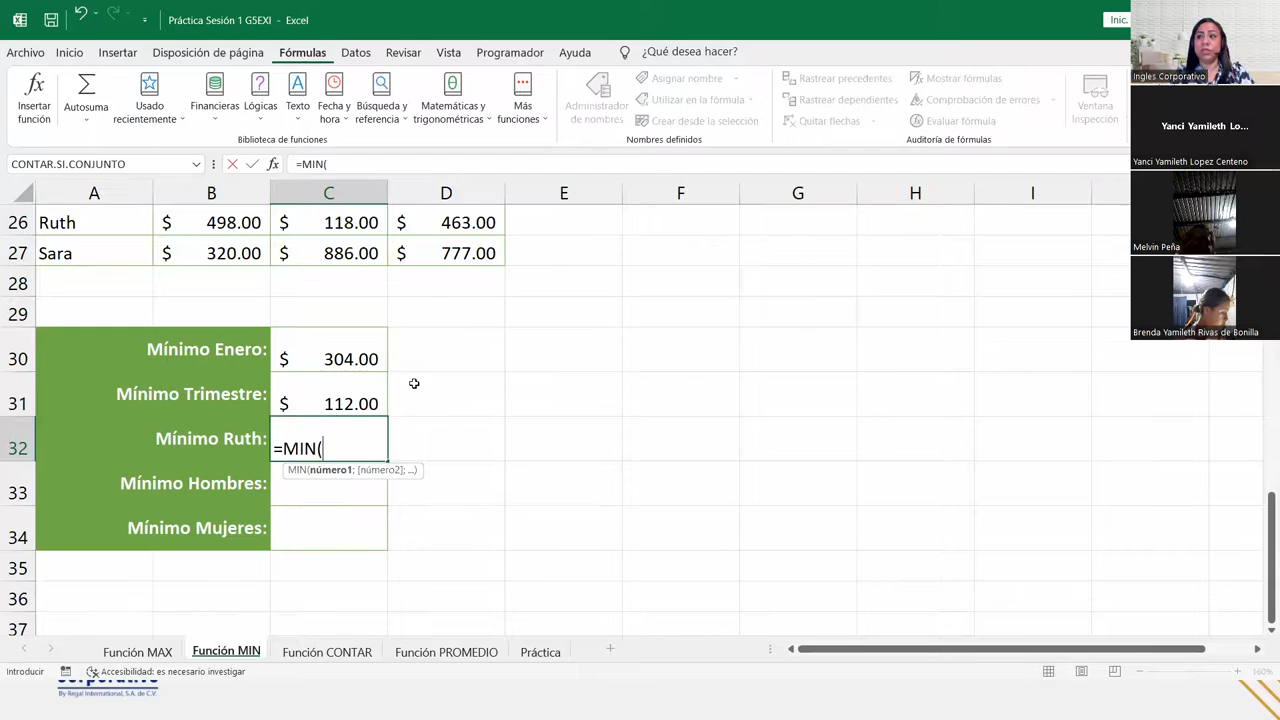 Práctica Sesión 1 G5EXI - Excel
Inic.
Archivo Inicio Insertar Disposición de página Fórmulas Datos Revisar Ayuda ¿Qué desea hacer?
Insertar función
Autosuma
Usado recientemente
Financieras
Lógicas
Texto
Fecha y hora
Búsqueda y referencia
Matemáticas y trigonométricas
Más funciones
Biblioteca de funciones
Administrador de nombres
Asignar nombre
Utilizar en la fórmula
Crear desde la selección
Nombres definidos
Rastrear precedentes
Rastrear dependientes
Quitar flechas
Mostrar fórmulas
Comprobación de errores
Evaluar fórmula
Auditoría de fórmulas
Ventana Inspección
CONTAR.SI.CONJUNTO fx =MIN(
A B C D E F G H I
26 Ruth $ 498.00 $ 118.00 $ 463.00
27 Sara $ 320.00 $ 886.00 $ 777.00
28
29
30 Mínimo Enero: $ 304.00
31 Mínimo Trimestre: $ 112.00
32 Mínimo Ruth: =MIN(
MIN(número1; [número2]; ...)
33 Mínimo Hombres:
34 Mínimo Mujeres:
35
36
37
Función MAX Función MIN Función CONTAR Función PROMEDIO Práctica
Introducir Accesibilidad: es necesario investigar 160%
By Regal International, S.A. de C.V.
Ingles Corporativo
Yanci Yamileth Lo...
Yanci Yamileth Lopez Centeno
Melvin Peña
Brenda Yamileth Rivas de Bonilla